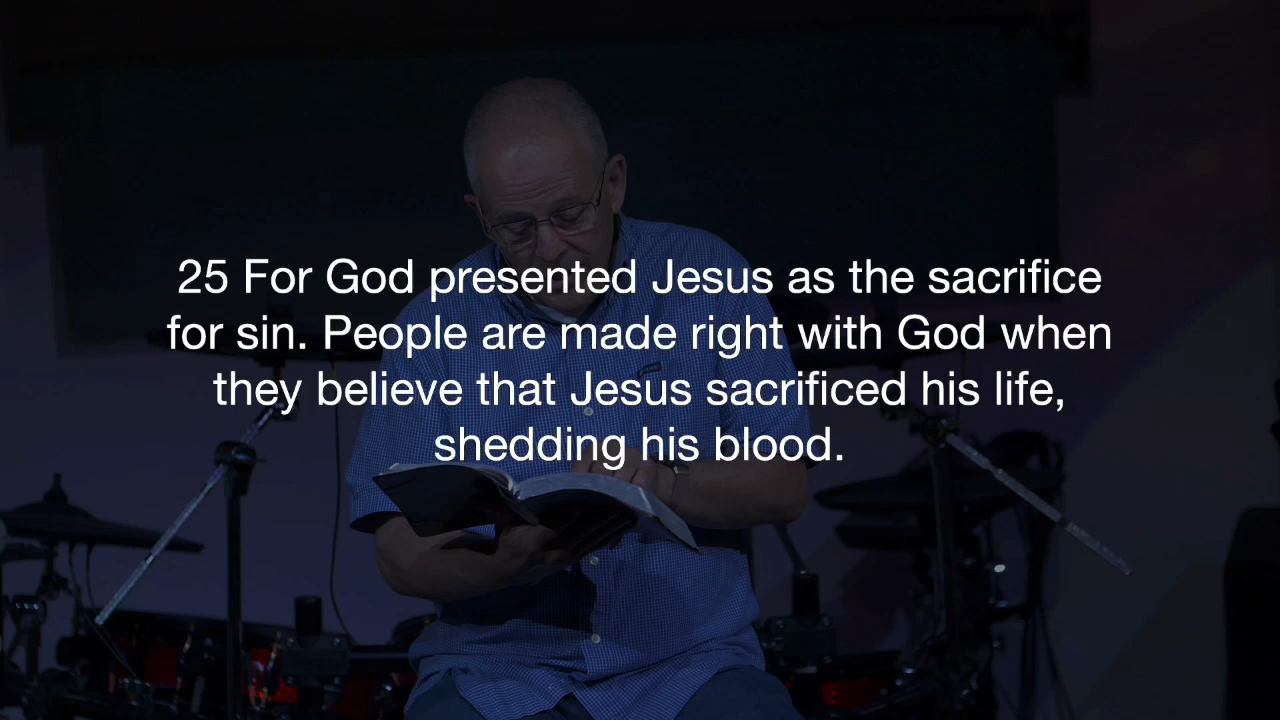 25 For God presented Jesus as the sacrifice
for sin. People are made right with God when
they believe that Jesus sacrificed his life,
shedding his blood.